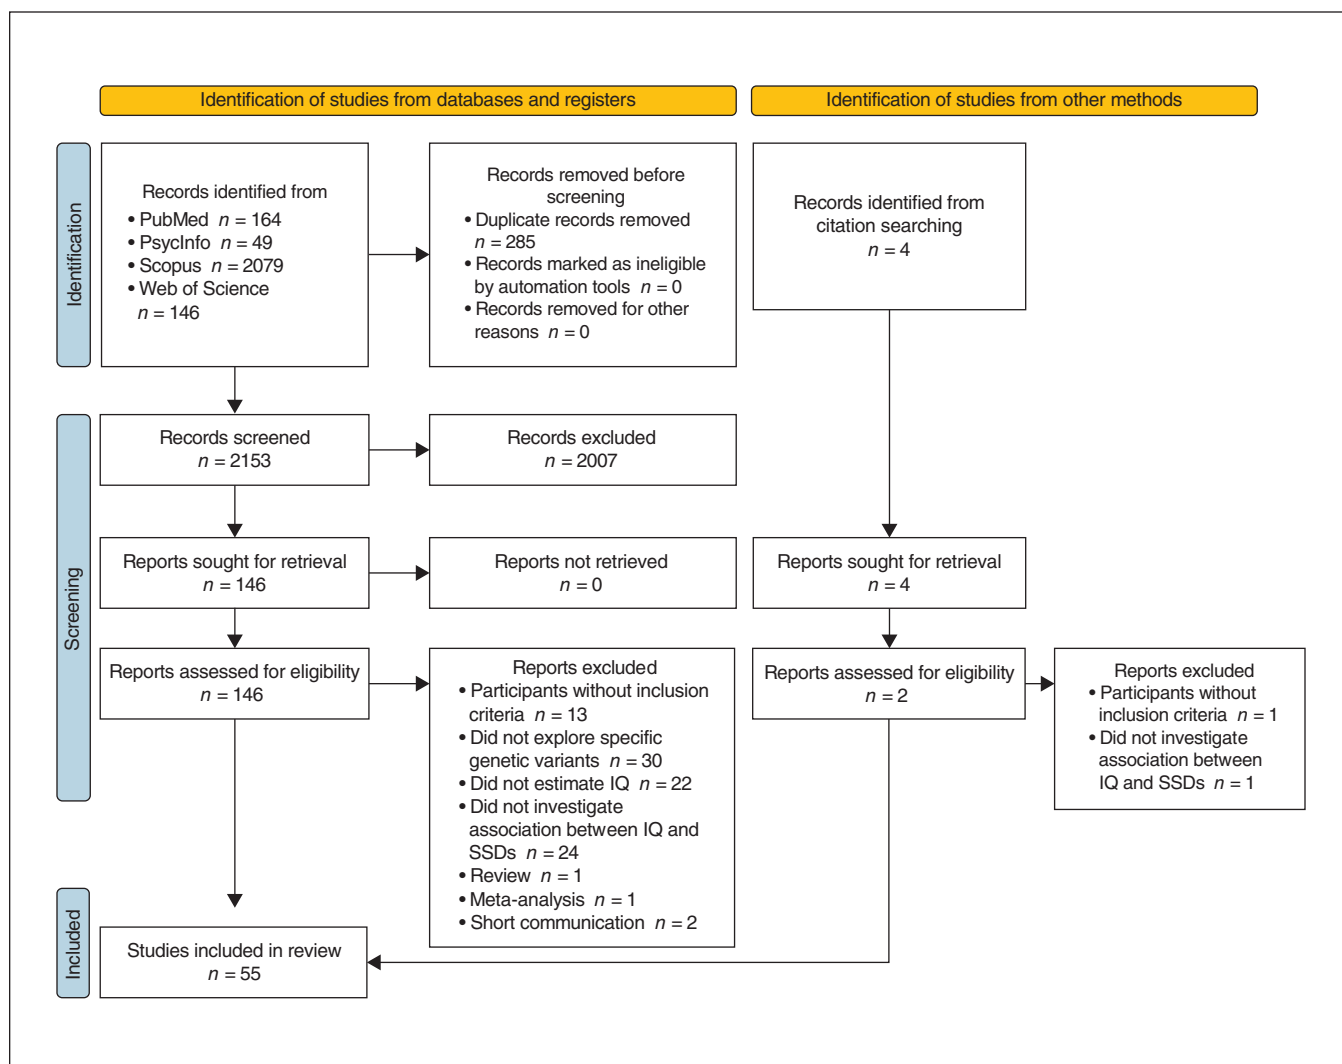 Identification of studies from databases and registers
Identification of studies from other methods
Identification
Records identified from
• PubMed n = 164
• PsycInfo n = 49
• Scopus n = 2079
• Web of Science
n = 146
Records removed before
screening
• Duplicate records removed
n = 285
• Records marked as ineligible
by automation tools n = 0
• Records removed for other
reasons n = 0
Records identified from
citation searching
n = 4
Screening
Records screened
n = 2153
Records excluded
n = 2007
Reports sought for retrieval
n = 146
Reports not retrieved
n = 0
Reports sought for retrieval
n = 4
Reports assessed for eligibility
n = 146
Reports excluded
• Participants without inclusion
criteria n = 13
• Did not explore specific
genetic variants n = 30
• Did not estimate IQ n = 22
• Did not investigate
association between IQ and
SSDs n = 24
• Review n = 1
• Meta-analysis n = 1
• Short communication n = 2
Reports assessed for eligibility
n = 2
Reports excluded
• Participants without
inclusion criteria n = 1
• Did not investigate
association between
IQ and SSDs n = 1
Included
Studies included in review
n = 55